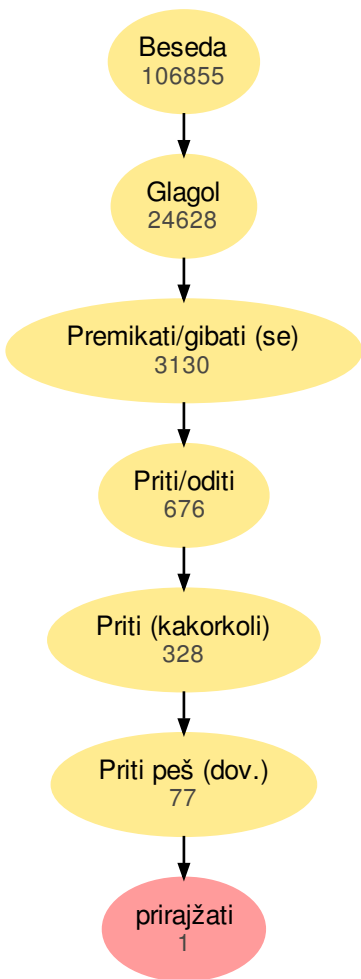 Beseda
106855
Glagol
24628
Premikati/gibati (se)
3130
Priti/oditi
676
Priti (kakorkoli)
328
Priti peš (dov.)
77
prirajžati
1